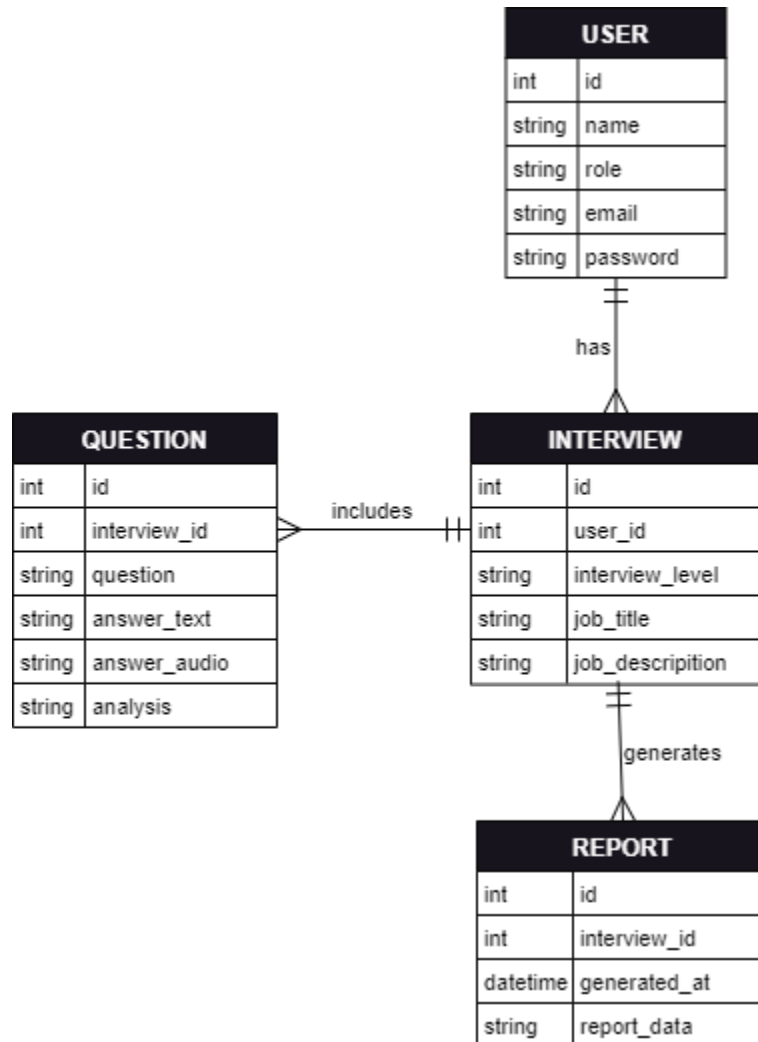 USER
int id
string name
string role
string email
string password
has
QUESTION
int id
int interview_id
string question
string answer_text
string answer_audio
string analysis
includes
INTERVIEW
int id
int user_id
string interview_level
string job_title
string job_descripition
generates
REPORT
int id
int interview_id
datetime generated_at
string report_data